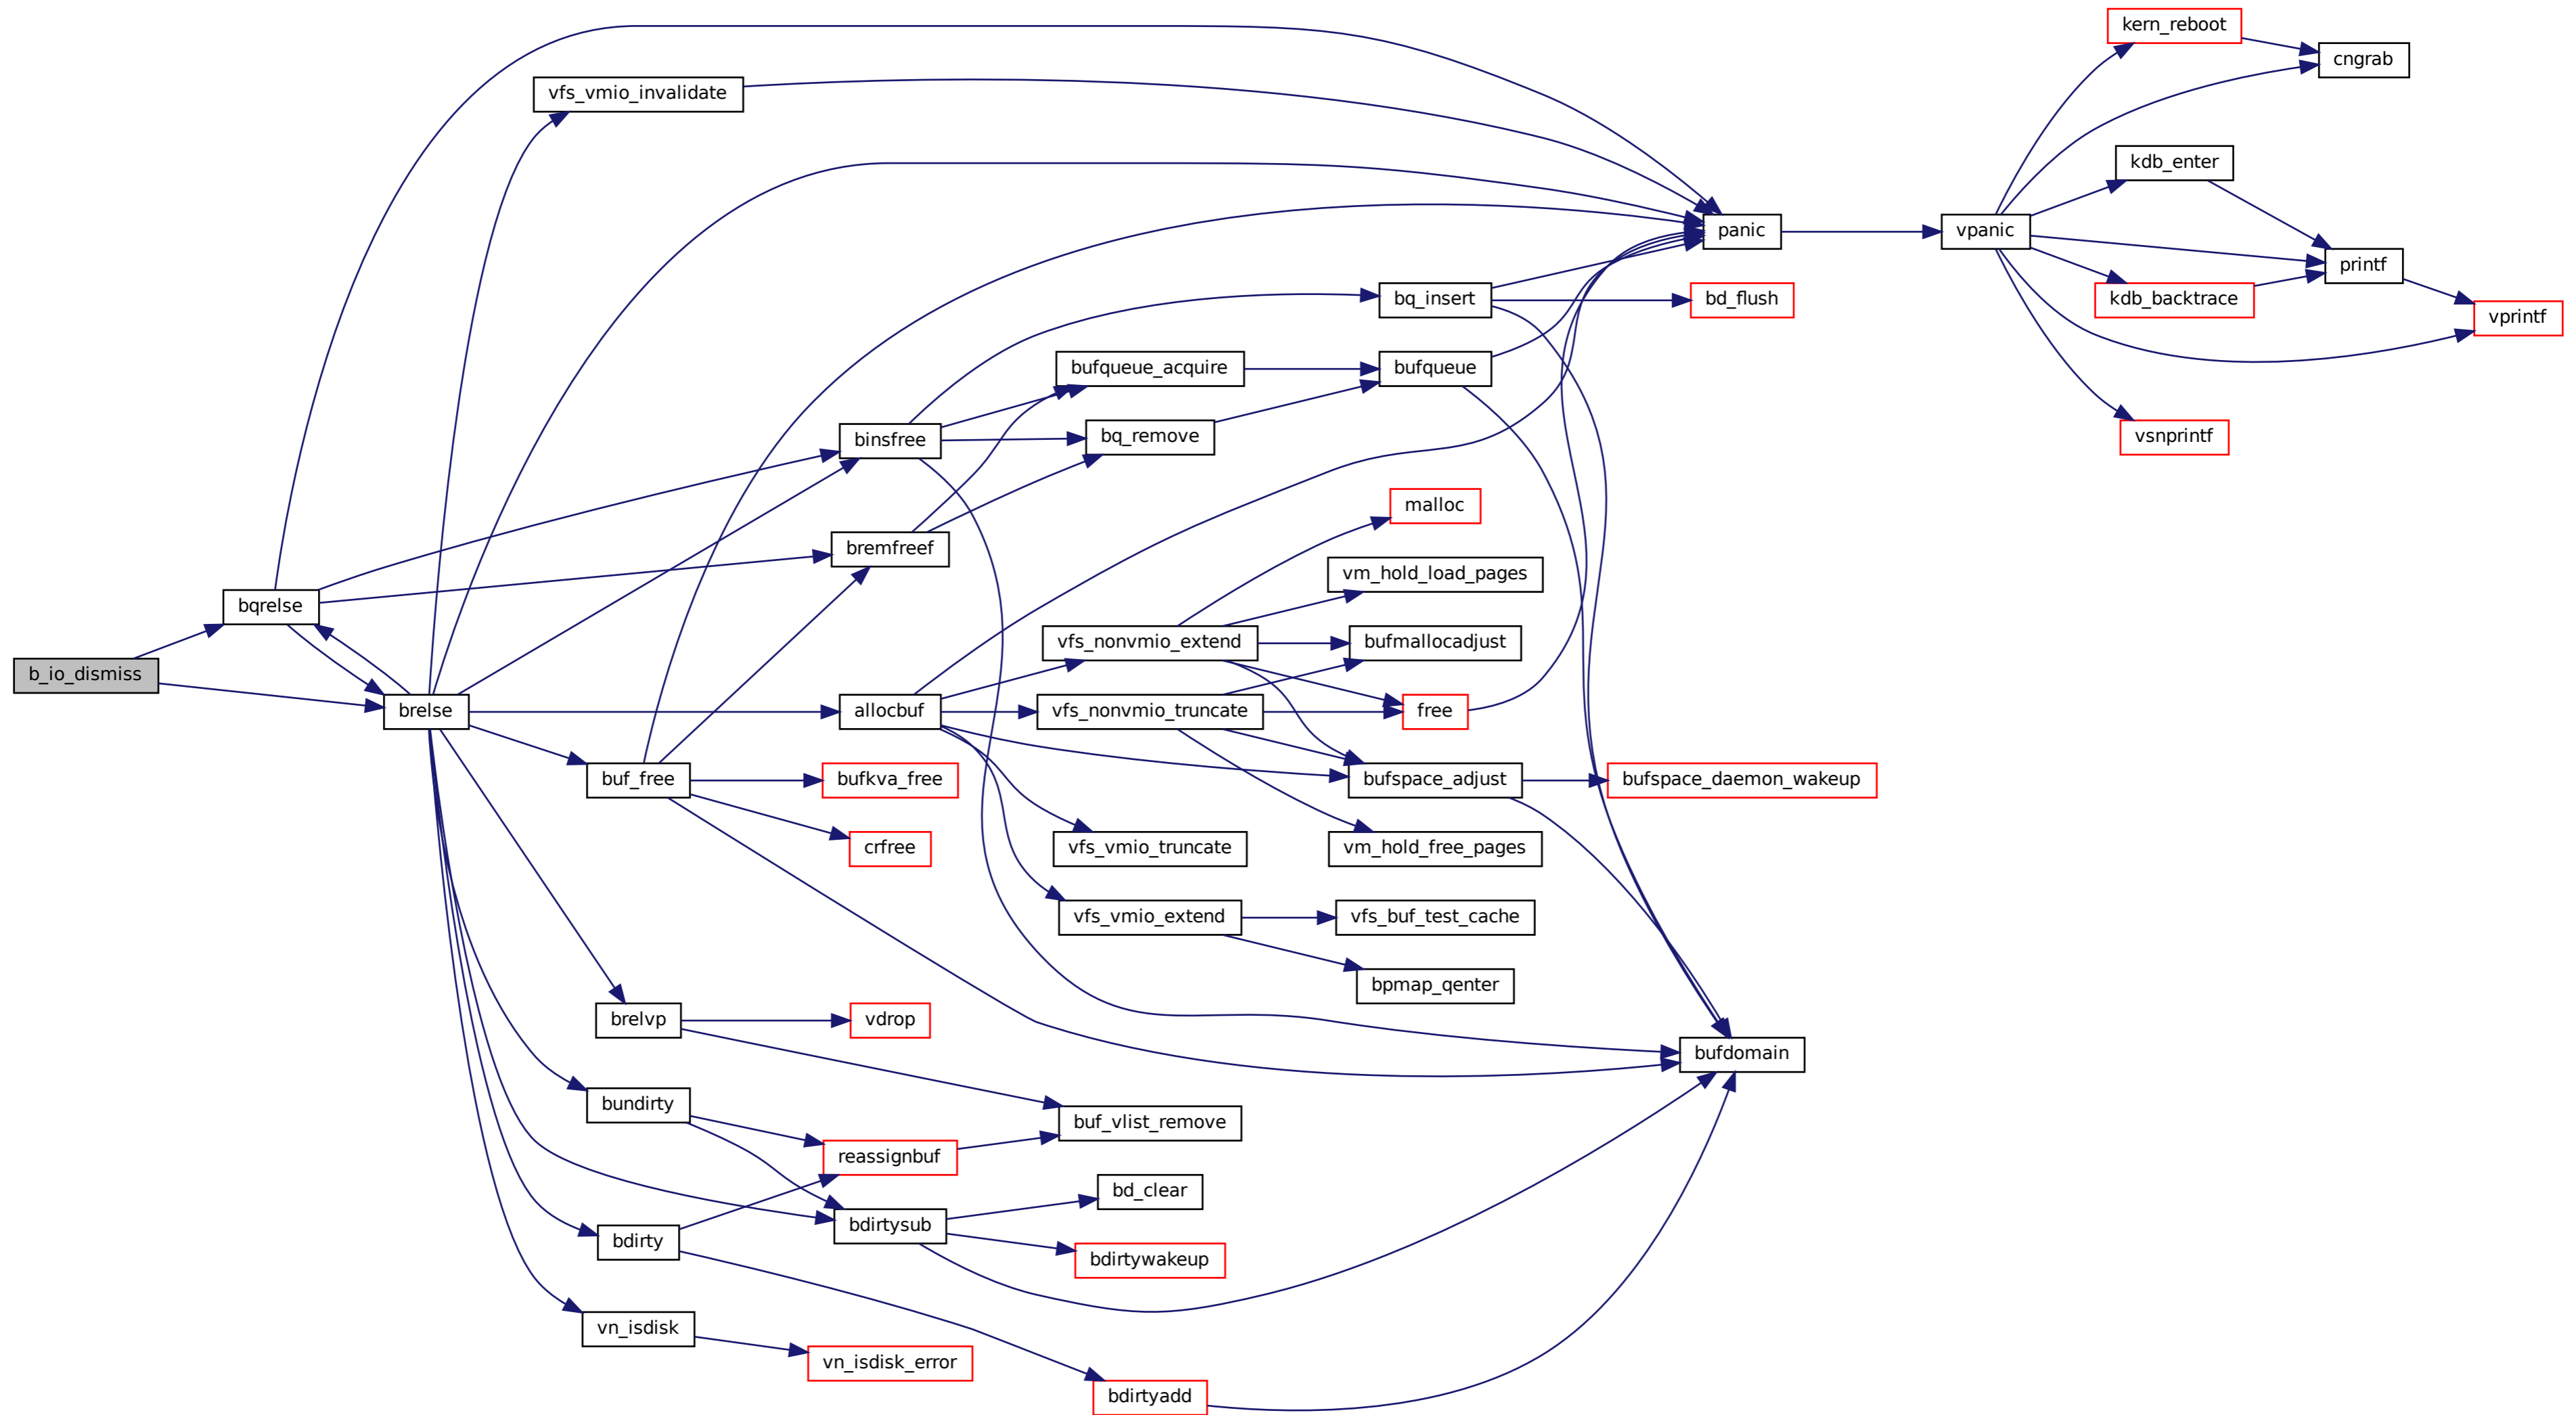 b_io_dismiss
bqrelse
brelse
vfs_vmio_invalidate
buf_free
brelvp
bundirty
bdirty
vn_isdisk
binsfree
bremfreef
allocbuf
bufkva_free
crfree
vdrop
reassignbuf
bdirtysub
vn_isdisk_error
bufqueue_acquire
bq_remove
vfs_nonvmio_extend
vfs_nonvmio_truncate
vfs_vmio_truncate
vfs_vmio_extend
buf_vlist_remove
bd_clear
bdirtywakeup
bdirtyadd
bq_insert
bufqueue
malloc
vm_hold_load_pages
bufmallocadjust
free
bufspace_adjust
vm_hold_free_pages
vfs_buf_test_cache
bpmap_qenter
panic
bd_flush
bufspace_daemon_wakeup
bufdomain
vpanic
kern_reboot
kdb_enter
kdb_backtrace
vsnprintf
cngrab
printf
vprintf